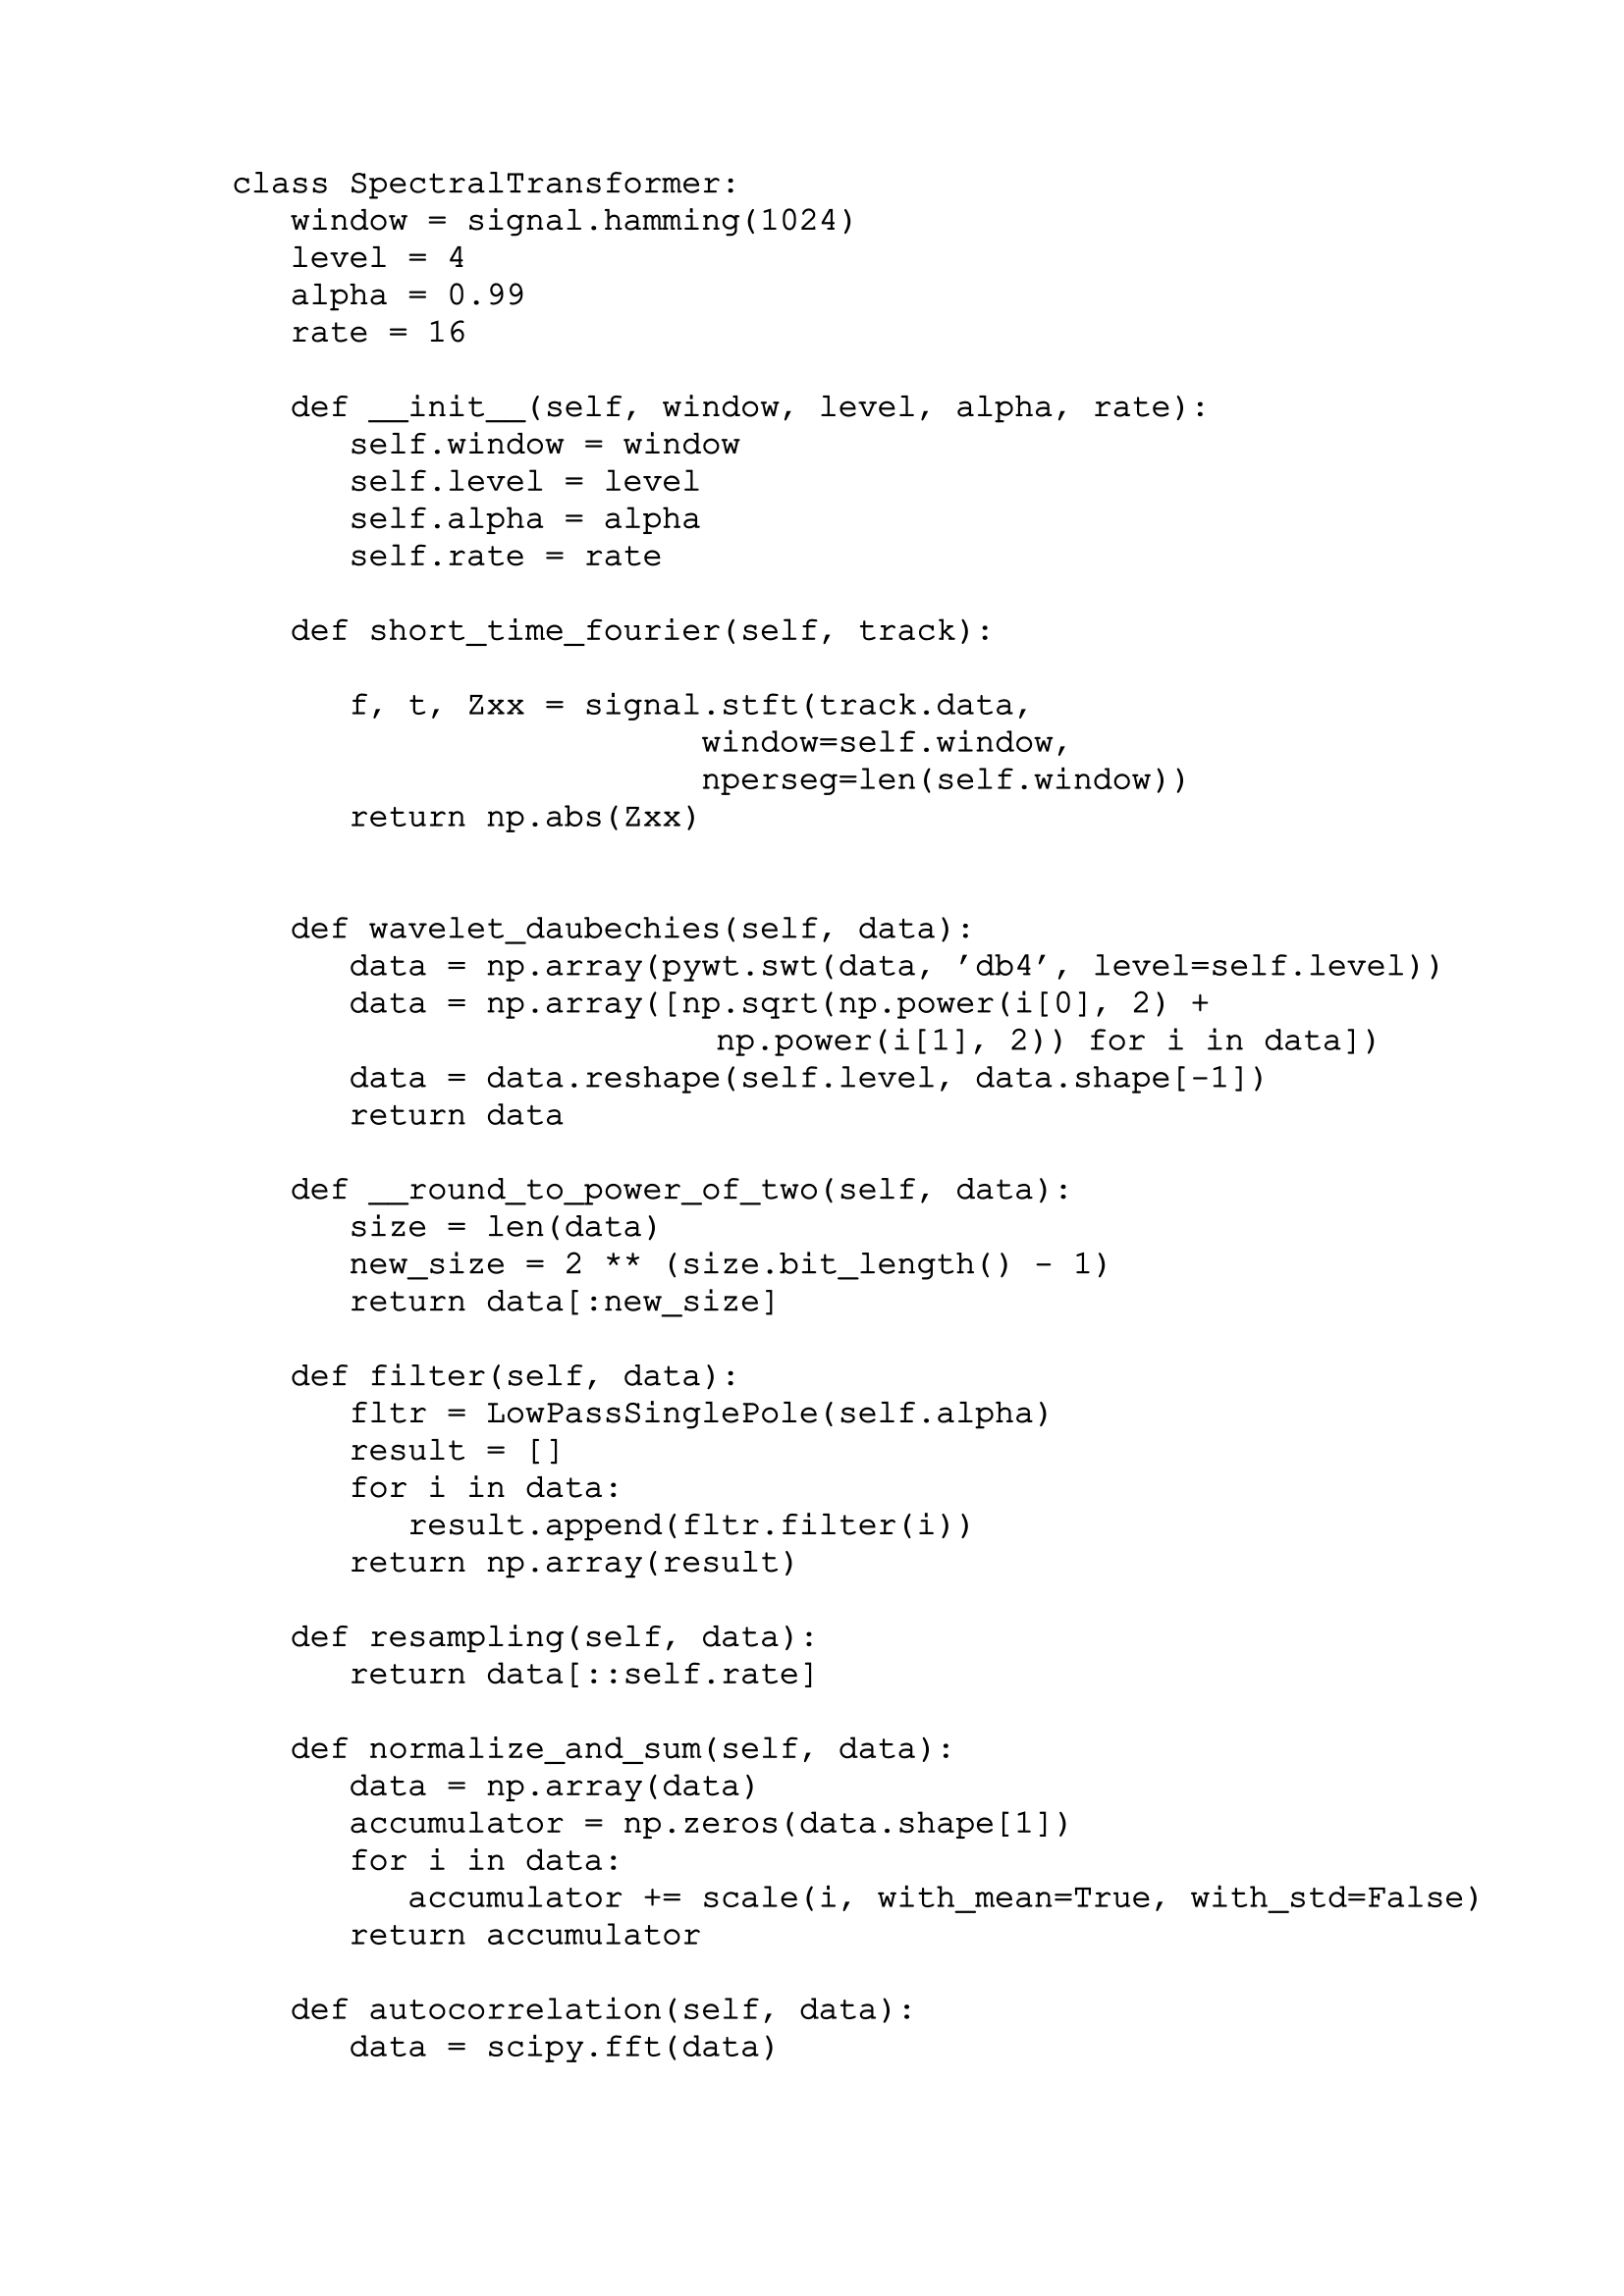 class SpectralTransformer:
   window = signal.hamming(1024)
   level = 4
   alpha = 0.99
   rate = 16

   def __init__(self, window, level, alpha, rate):
      self.window = window
      self.level = level
      self.alpha = alpha
      self.rate = rate

   def short_time_fourier(self, track):

      f, t, Zxx = signal.stft(track.data,
                        window=self.window,
                        nperseg=len(self.window))
      return np.abs(Zxx)


   def wavelet_daubechies(self, data):
      data = np.array(pywt.swt(data, ’db4’, level=self.level))
      data = np.array([np.sqrt(np.power(i[0], 2) +
                         np.power(i[1], 2)) for i in data])
      data = data.reshape(self.level, data.shape[-1])
      return data

   def __round_to_power_of_two(self, data):
      size = len(data)
      new_size = 2 ** (size.bit_length() - 1)
      return data[:new_size]

   def filter(self, data):
      fltr = LowPassSinglePole(self.alpha)
      result = []
      for i in data:
         result.append(fltr.filter(i))
      return np.array(result)

   def resampling(self, data):
      return data[::self.rate]

   def normalize_and_sum(self, data):
      data = np.array(data)
      accumulator = np.zeros(data.shape[1])
      for i in data:
         accumulator += scale(i, with_mean=True, with_std=False)
      return accumulator

   def autocorrelation(self, data):
      data = scipy.fft(data)